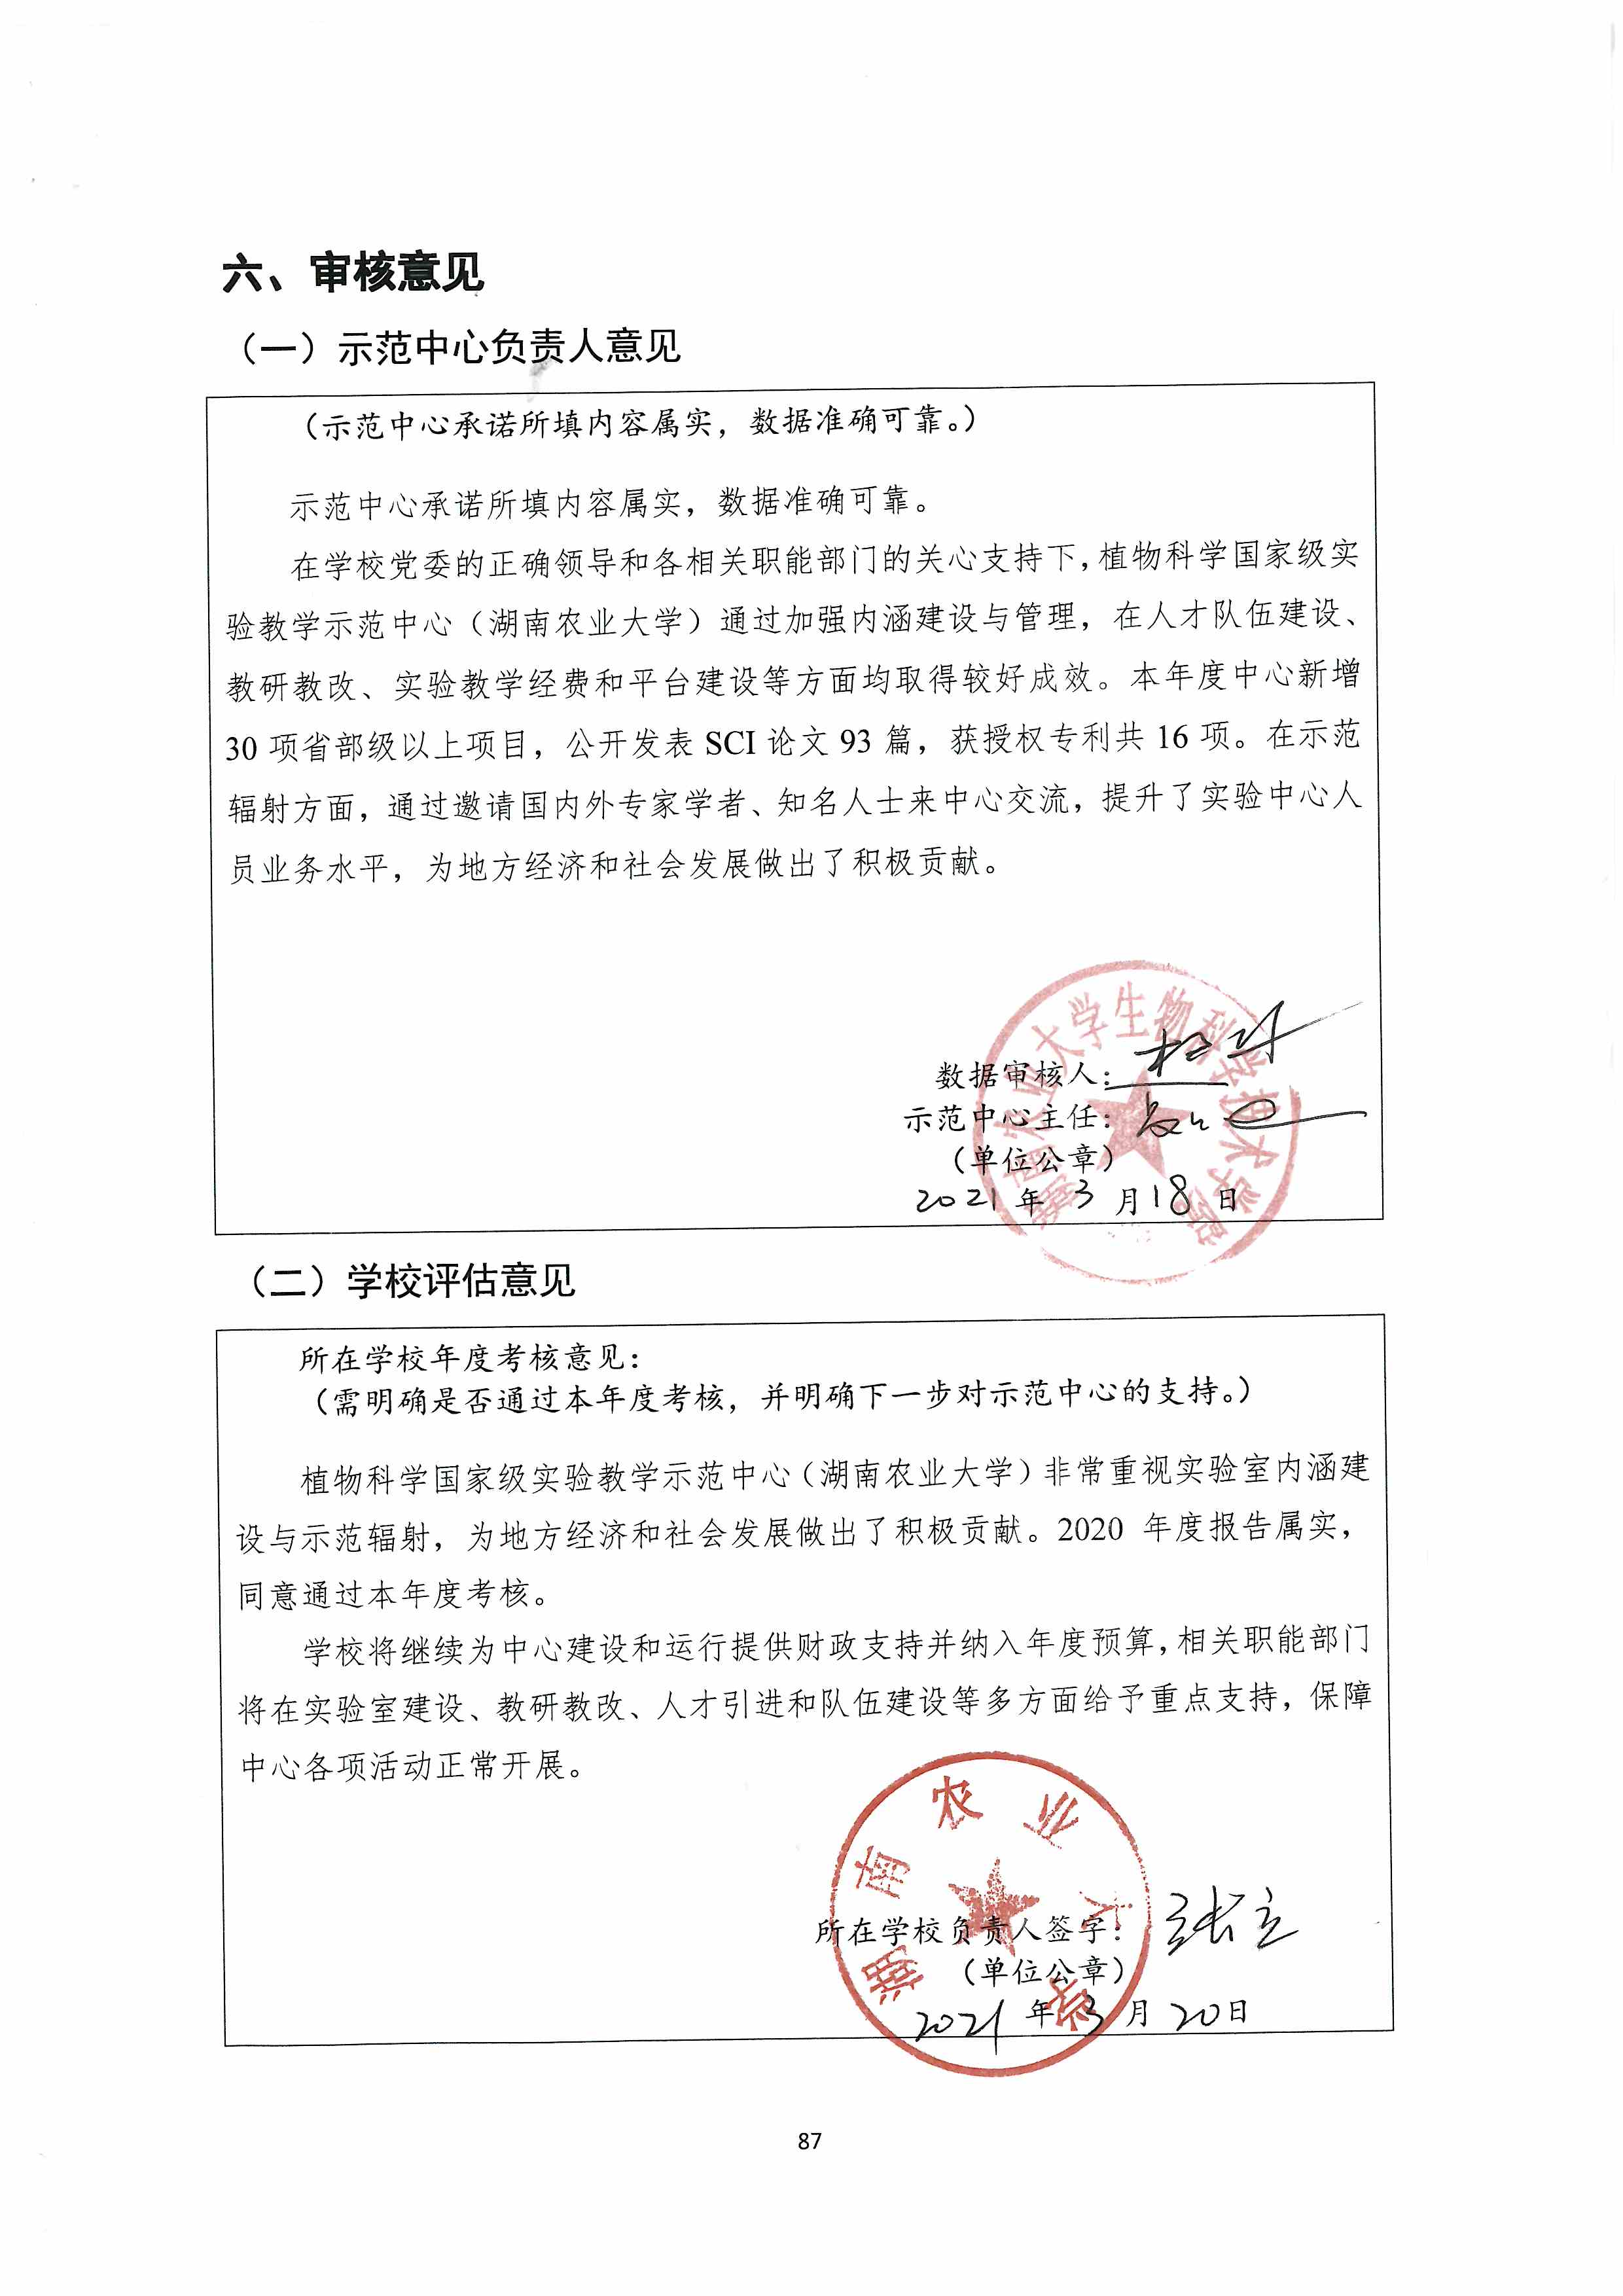 六、审核意见
（一）示范中心负责人意见
（示范中心承诺所填内容属实，数据准确可靠。）
示范中心承诺所填内容属实，数据准确可靠。
在学校党委的正确领导和各相关职能部门的关心支持下，植物科学国家级实
验教学示范中心（湖南农业大学）通过加强内涵建设与管理，在人才队伍建设、
教研教改、实验教学经费和平台建设等方面均取得较好成效。本年度中心新增
30 项省部级以上项目，公开发表 SCI 论文 93 篇，获授权专利共 16 项。在示范
辐射方面，通过邀请国内外专家学者、知名人士来中心交流，提升了实验中心人
员业务水平，为地方经济和社会发展做出了积极贡献。
湖南农业大学生物科学技术学院
数据审核人：
示范中心主任：
（单位公章）
2021 年 3 月 18 日
（二）学校评估意见
所在学校年度考核意见：
（需明确是否通过本年度考核，并明确下一步对示范中心的支持。）
植物科学国家级实验教学示范中心（湖南农业大学）非常重视实验室内涵建
设与示范辐射，为地方经济和社会发展做出了积极贡献。2020 年度报告属实，
同意通过本年度考核。
学校将继续为中心建设和运行提供财政支持并纳入年度预算，相关职能部门
将在实验室建设、教研教改、人才引进和队伍建设等多方面给予重点支持，保障
中心各项活动正常开展。
湖南农业大学
所在学校负责人签字：张立
（单位公章）
2021 年 3 月 20 日
87